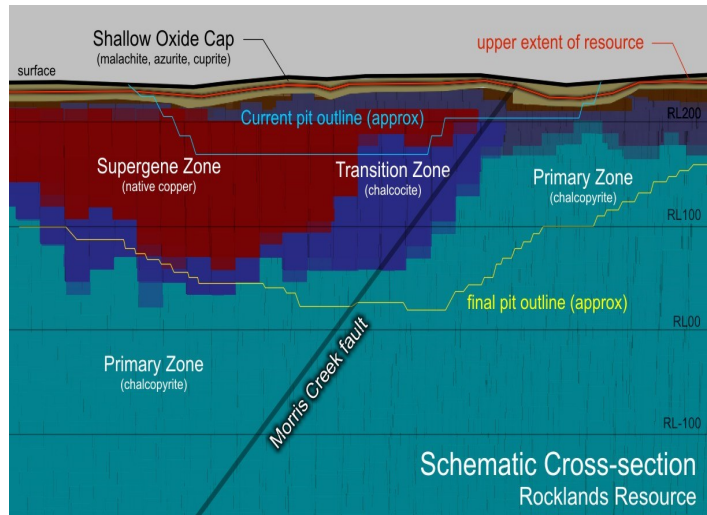 Shallow Oxide Cap
(malachite, azurite, cuprite)
upper extent of resource
surface
Current pit outline (approx)
RL200
Supergene Zone
(native copper)
Transition Zone
(chalcocite)
Primary Zone
(chalcopyrite)
RL100
final pit outline (approx)
RL00
Morris Creek fault
Primary Zone
(chalcopyrite)
RL-100
Schematic Cross-section
Rocklands Resource